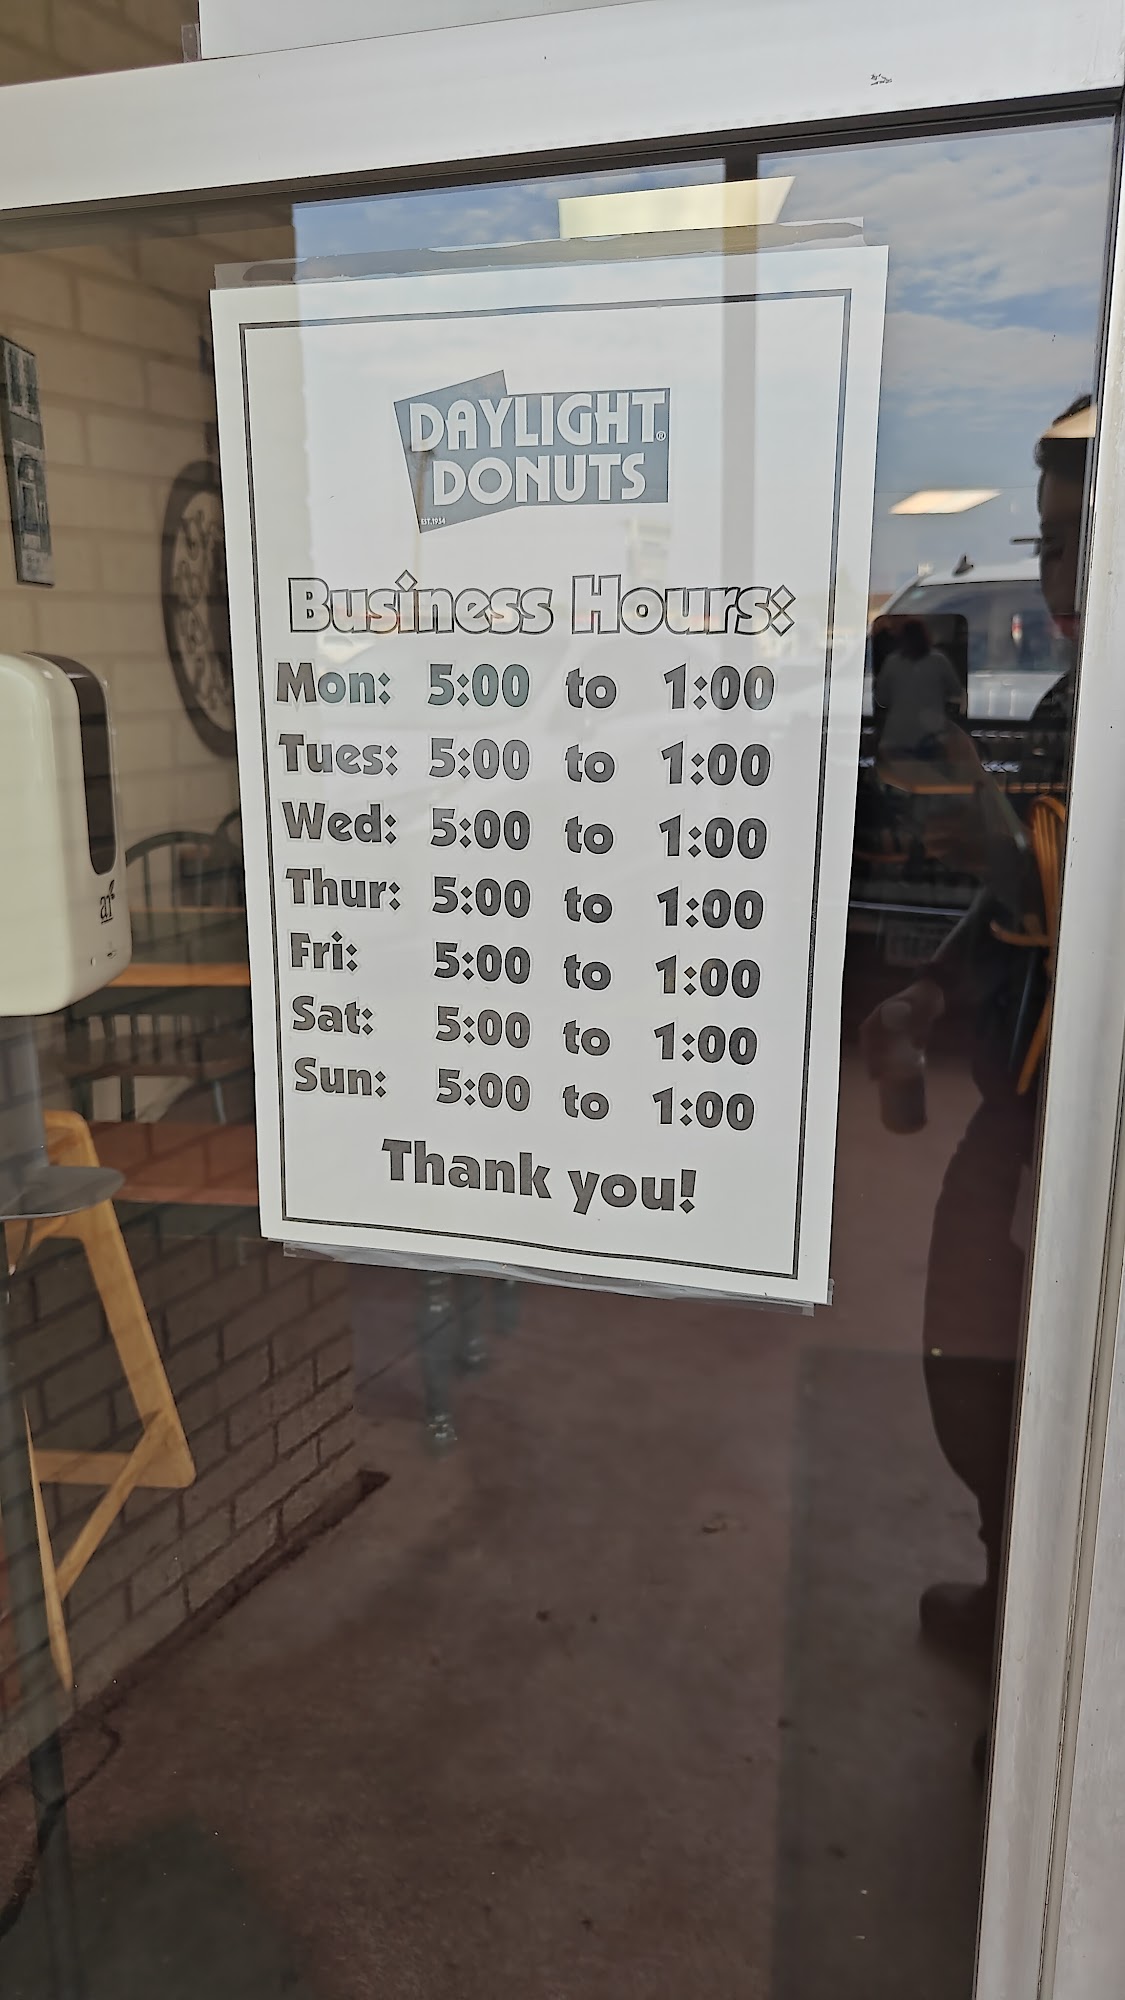 DAYLIGHT®
DONUTS
EST.1954
Business Hours:
Mon: 5:00 to 1:00
Tues: 5:00 to 1:00
Wed: 5:00 to 1:00
Thur: 5:00 to 1:00
Fri: 5:00 to 1:00
Sat: 5:00 to 1:00
Sun: 5:00 to 1:00
Thank you!